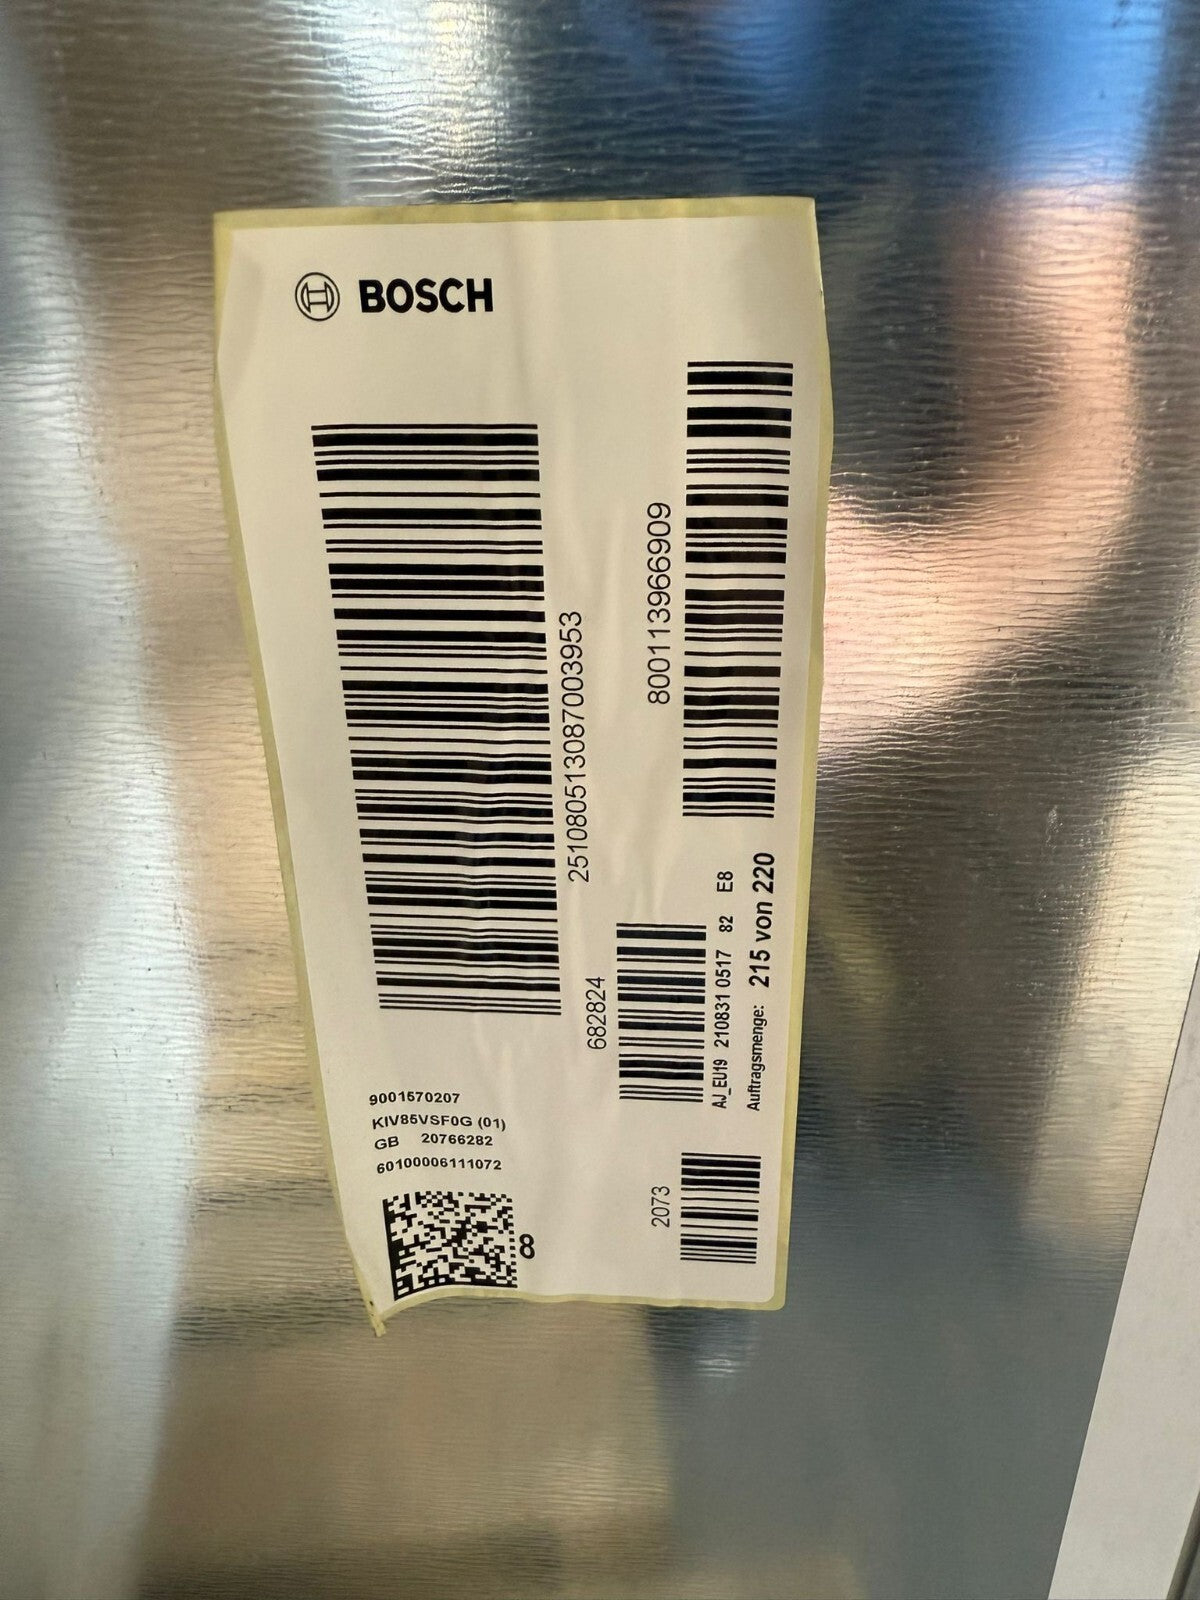 BOSCH
251080513087003953
8001139966909
682824
AJ_EU19 210831 0517 82 E8
Auftragsmenge: 215 von 220
9001570207
KIV85VSF0G (01)
GB 20766282
60100006111072
8
2073